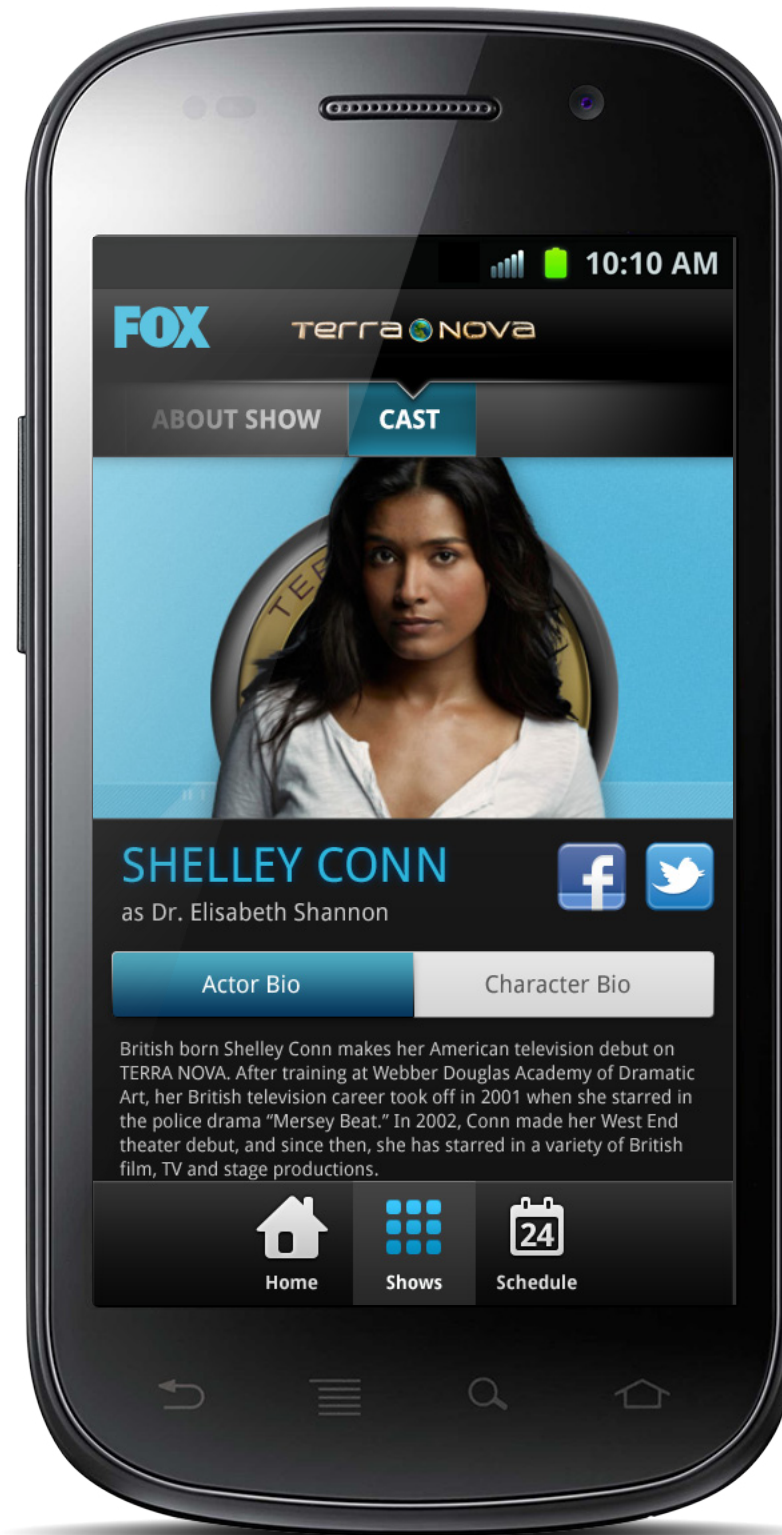 10:10 AM
FOX
TERRA NOVA
ABOUT SHOW
CAST
TER
SHELLEY CONN
as Dr. Elisabeth Shannon
Actor Bio
Character Bio
British born Shelley Conn makes her American television debut on
TERRA NOVA. After training at Webber Douglas Academy of Dramatic
Art, her British television career took off in 2001 when she starred in
the police drama “Mersey Beat.” In 2002, Conn made her West End
theater debut, and since then, she has starred in a variety of British
film, TV and stage productions.
24
Home
Shows
Schedule